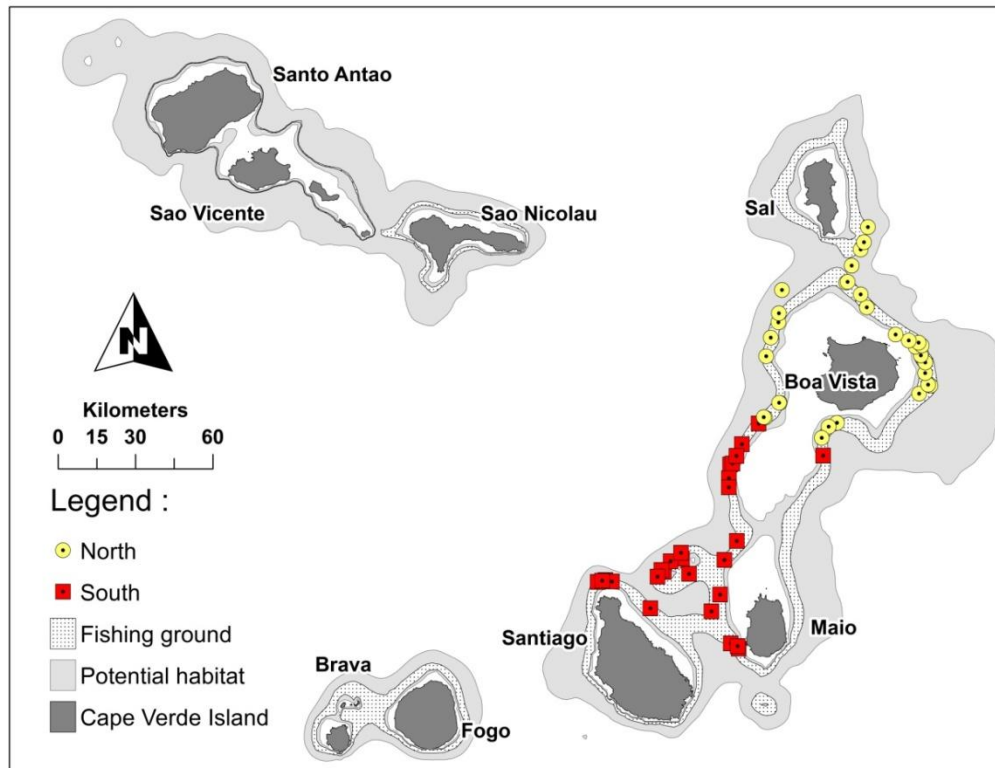 Santo Antao
Sao Vicente
Sao Nicolau
Sal
N
Boa Vista
Kilometers
0 15 30 60
Legend :
North
South
Fishing ground
Potential habitat
Cape Verde Island
Santiago
Maio
Brava
Fogo